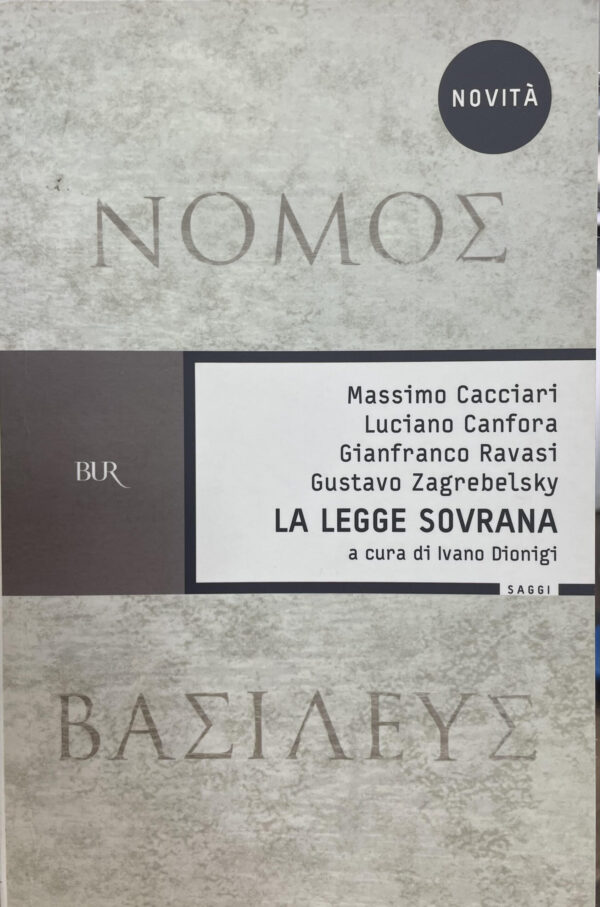 NOVITÀ
ΝΟΜΟΣ
Massimo Cacciari
Luciano Canfora
Gianfranco Ravasi
Gustavo Zagrebelsky
BUR
LA LEGGE SOVRANA
a cura di Ivano Dionigi
SAGGI
ΒΑΣΙΛΕΥΣ